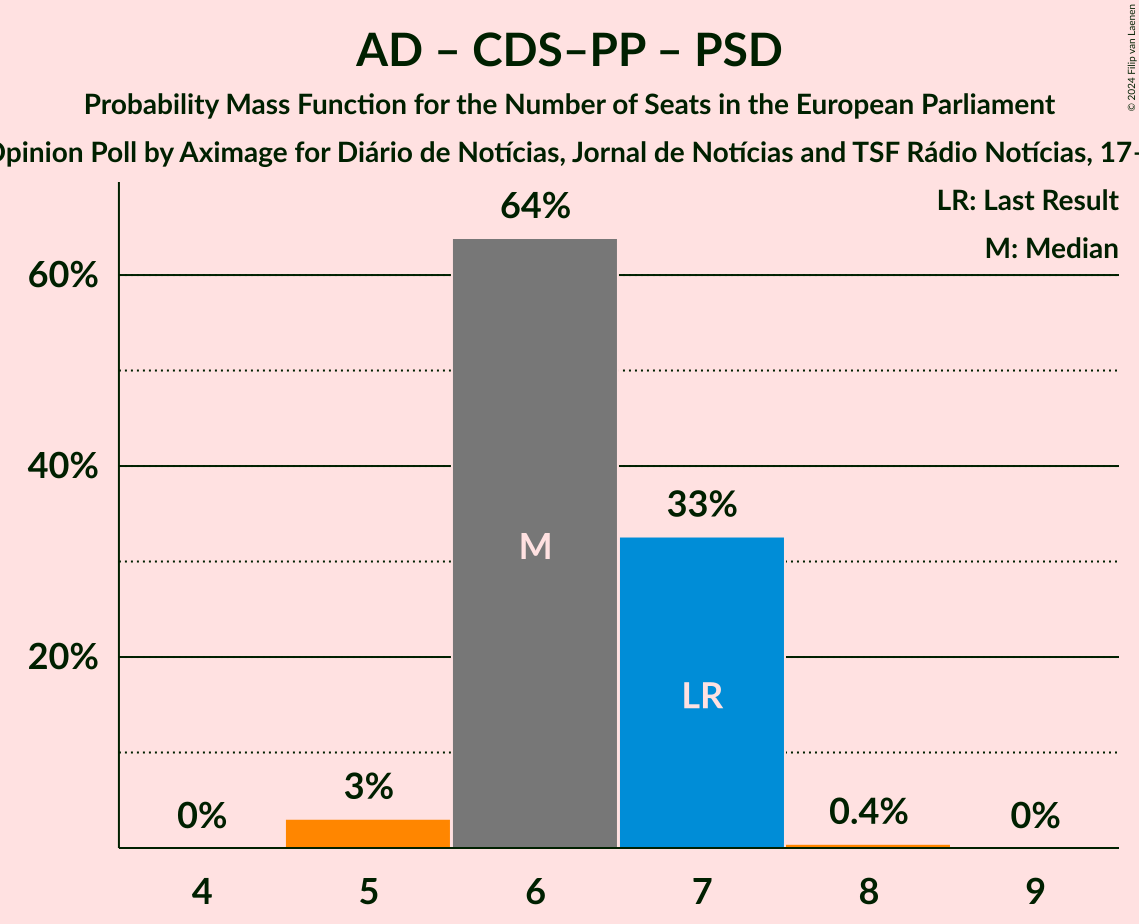 AD – CDS–PP – PSD
Probability Mass Function for the Number of Seats in the European Parliament
Opinion Poll by Aximage for Diário de Notícias, Jornal de Notícias and TSF Rádio Notícias, 17–
© 2024 Filip van Laenen
LR: Last Result
M: Median
64%
60%
40%
33%
M
20%
LR
3%
0%
0.4%
0%
4 5 6 7 8 9